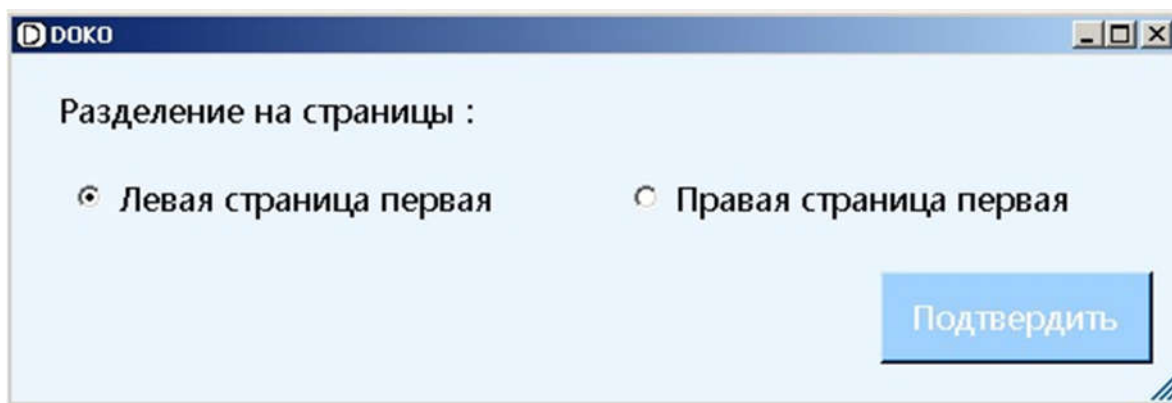 DOKO
Разделение на страницы :
Левая страница первая Правая страница первая
Подтвердить